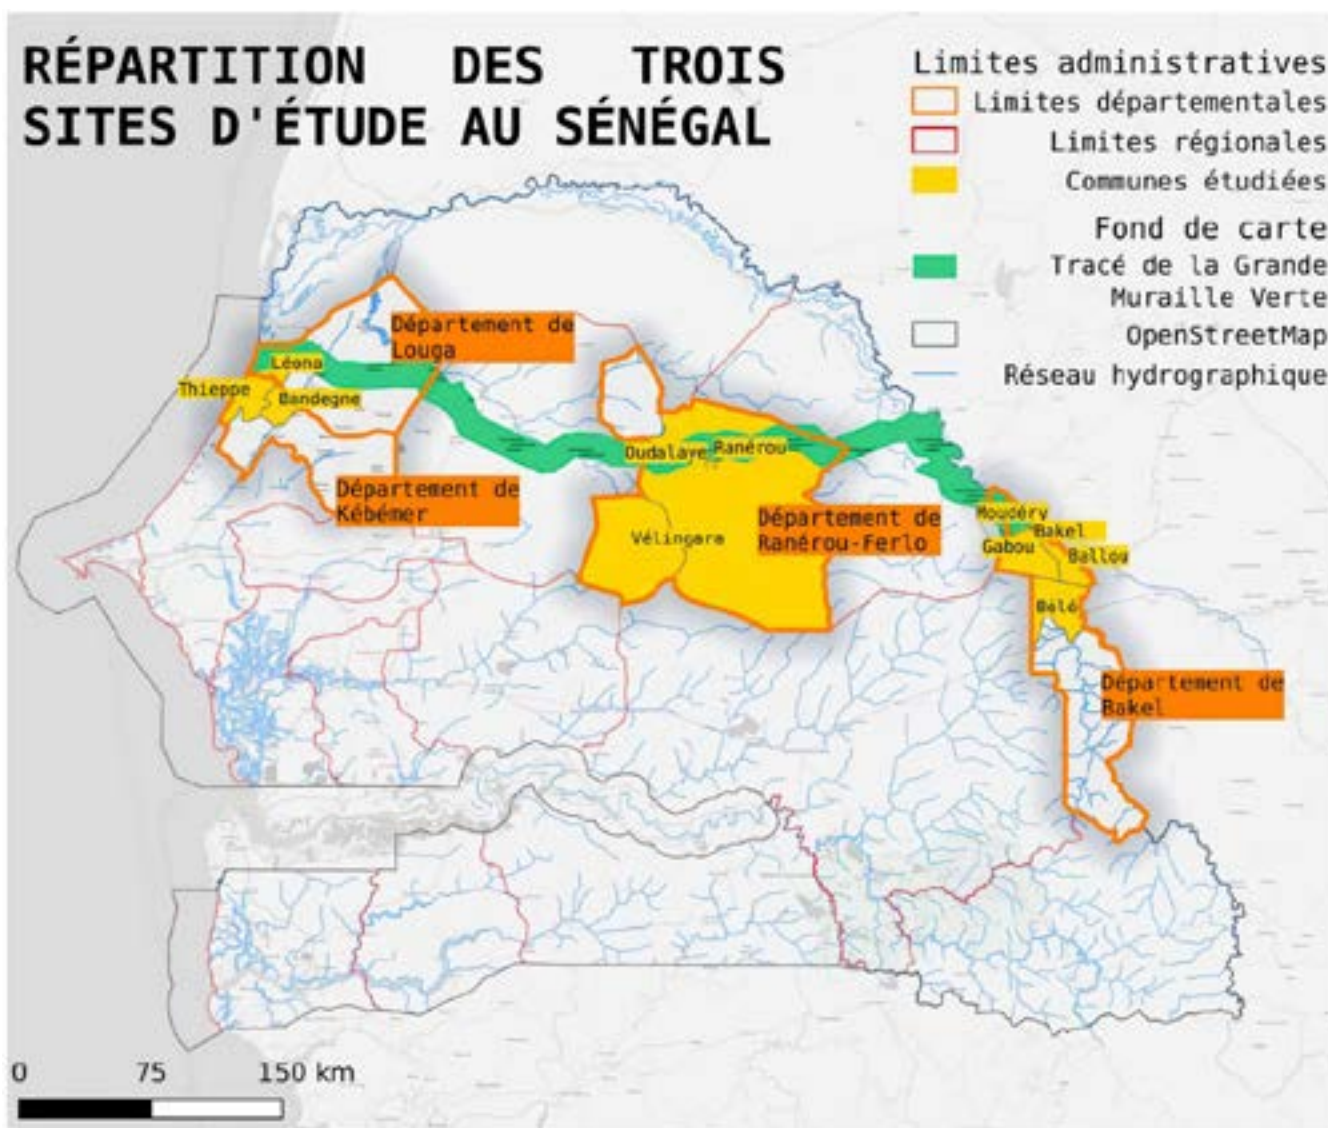 RÉPARTITION DES TROIS
SITES D'ÉTUDE AU SÉNÉGAL
Limites administratives
Limites départementales
Limites régionales
Communes étudiées
Fond de carte
Tracé de la Grande
Muraille Verte
OpenStreetMap
Réseau hydrographique
Département de
Louga
Léona
Thieppe
Bandegne
Département de
Kébémer
Oudalaye
Ranérou
Vélingara
Département de
Ranérou-Ferlo
Moudéry
Bakel
Gabou
Ballou
Bélé
Département de
Bakel
0 75 150 km